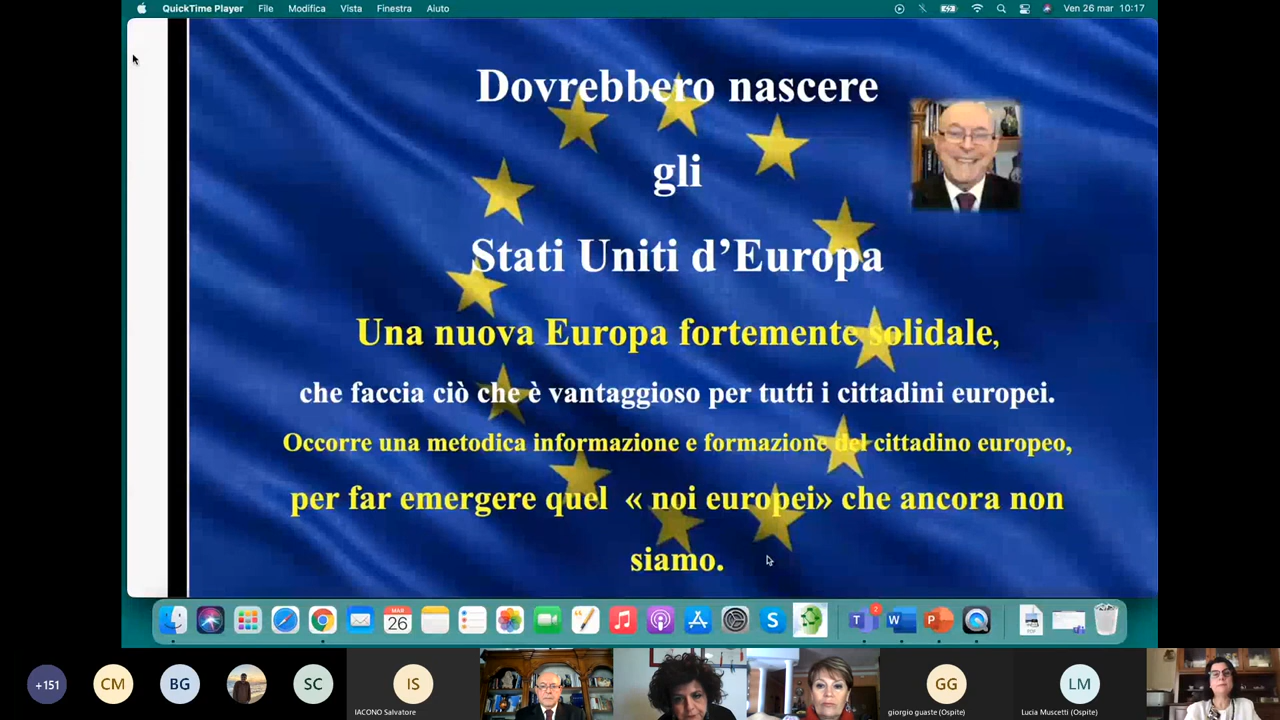 QuickTime Player File Modifica Vista Finestra Aiuto Ven 26 mar 10:17
Dovrebbero nascere
gli
Stati Uniti d’Europa
Una nuova Europa fortemente solidale,
che faccia ciò che è vantaggioso per tutti i cittadini europei.
Occorre una metodica informazione e formazione del cittadino europeo,
per far emergere quel « noi europei» che ancora non
siamo.
MAR
26
2
+151 CM BG SC IS GG LM
IACONO Salvatore giorgio guaste (Ospite) Lucia Muscetti (Ospite)